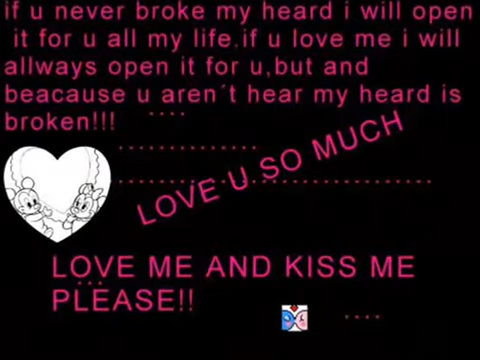 if u never broke my heard i will open
it for u all my life.if u love me i will
allways open it for u,but and
beacause u aren´t hear my heard is
broken!!!
....
..............
LOVE U SO MUCH
................................
LOVE ME AND KISS ME
...
PLEASE!!
....